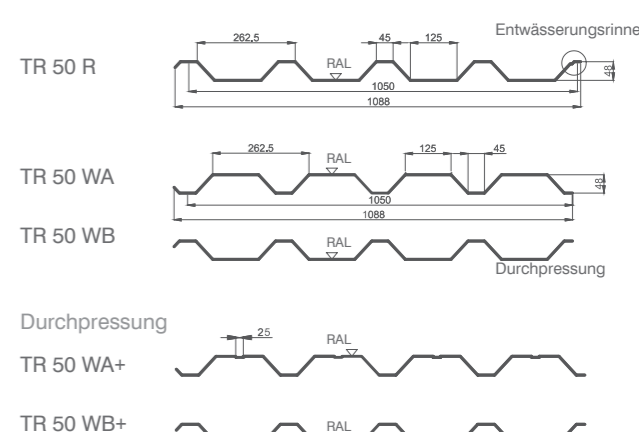 Entwässerungsrinne
262.5 45 125
TR 50 R RAL 48
1050
1088
262.5 RAL 125 45
TR 50 WA 48
1050
1088
TR 50 WB RAL
Durchpressung
Durchpressung
25 RAL
TR 50 WA+
TR 50 WB+ RAL